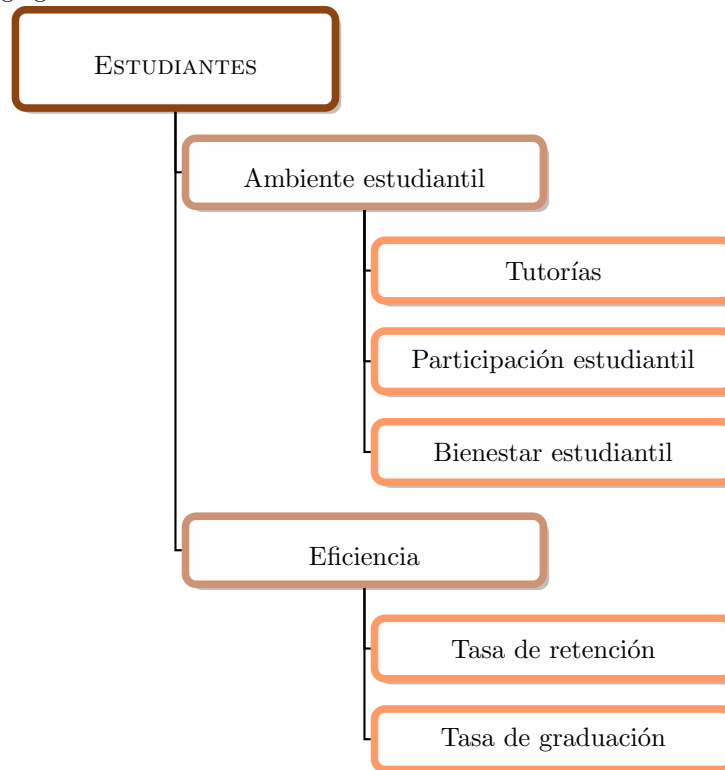 ESTUDIANTES
Ambiente estudiantil
Tutorías
Participación estudiantil
Bienestar estudiantil
Eficiencia
Tasa de retención
Tasa de graduación